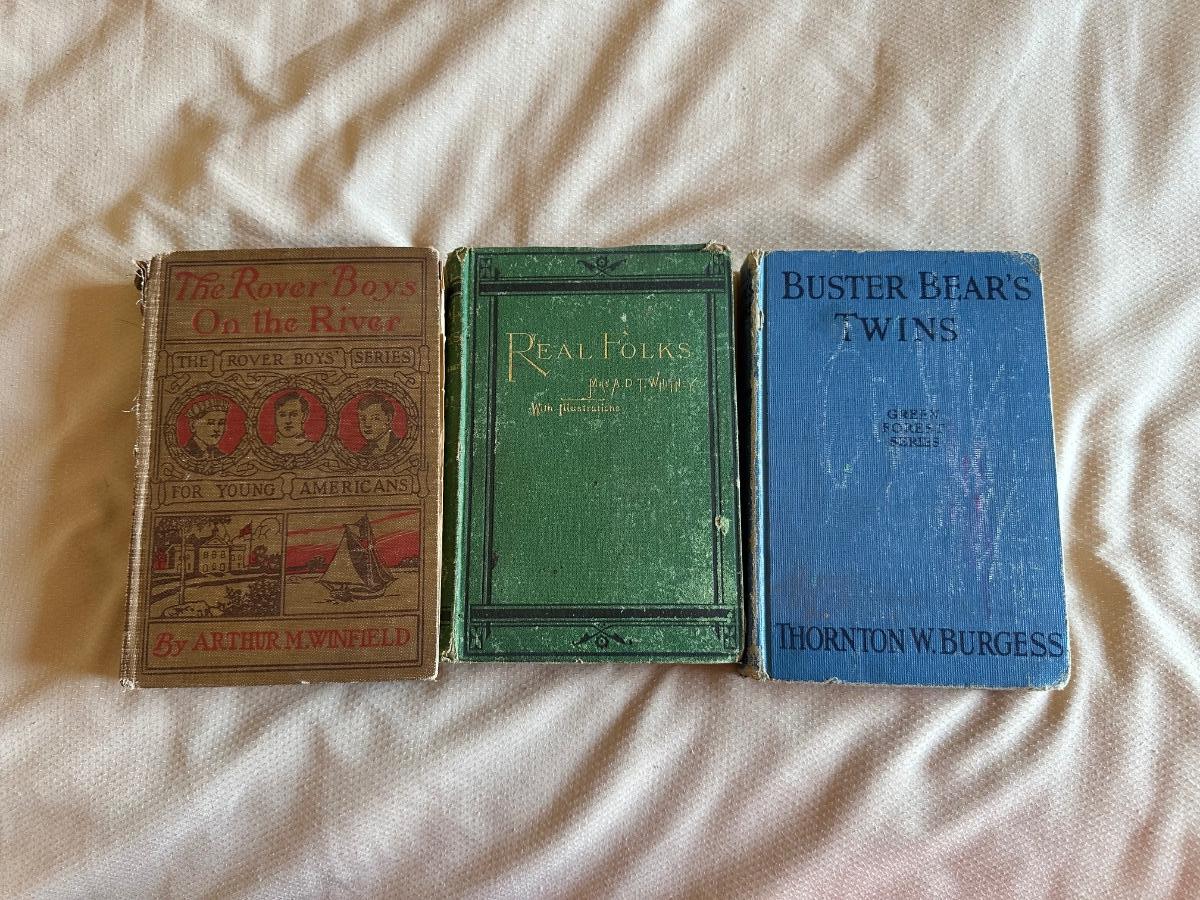 The Rover Boys
On the River
THE ROVER BOYS' SERIES
FOR YOUNG AMERICANS
By ARTHUR M. WINFIELD
REAL FOLKS
Mrs A. D. T. WHITNEY
With Illustrations
BUSTER BEAR'S
TWINS
GREEN
FOREST
SERIES
THORNTON W. BURGESS